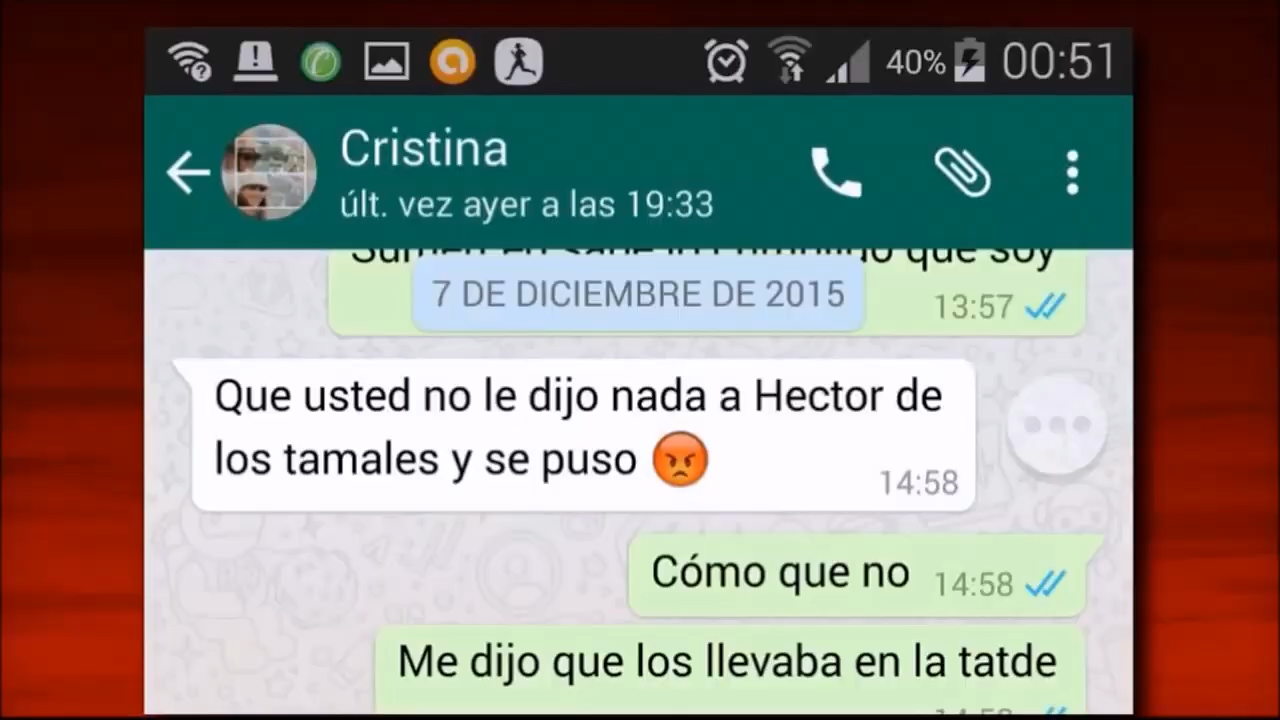 40% 00:51
Cristina
últ. vez ayer a las 19:33
que soy
7 DE DICIEMBRE DE 2015
13:57
Que usted no le dijo nada a Hector de
los tamales y se puso 😡
14:58
Cómo que no 14:58
Me dijo que los llevaba en la tatde